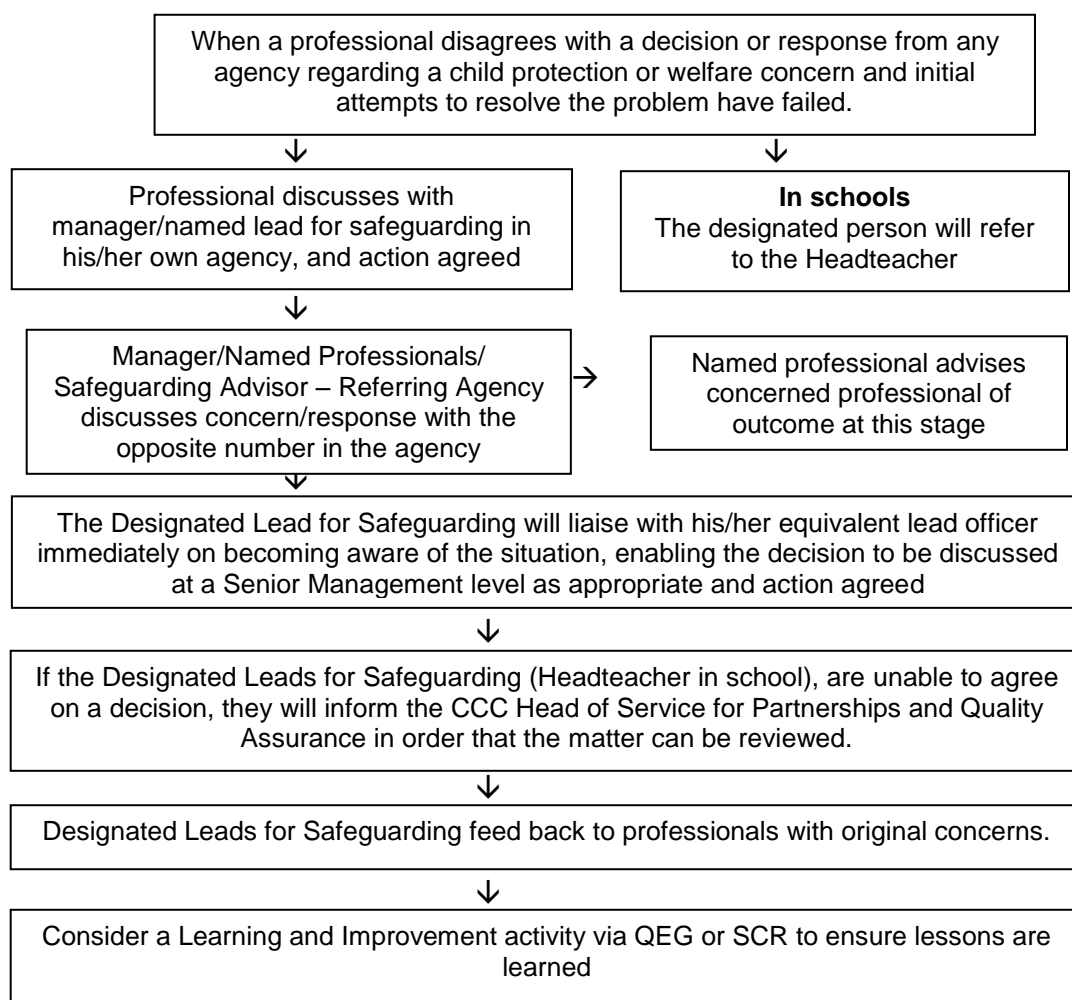 When a professional disagrees with a decision or response from any
agency regarding a child protection or welfare concern and initial
attempts to resolve the problem have failed.
↓ ↓
Professional discusses with
manager/named lead for safeguarding in
his/her own agency, and action agreed
In schools
The designated person will refer
to the Headteacher
↓
Manager/Named Professionals/
Safeguarding Advisor – Referring Agency
discusses concern/response with the
opposite number in the agency
→
Named professional advises
concerned professional of
outcome at this stage
↓
The Designated Lead for Safeguarding will liaise with his/her equivalent lead officer
immediately on becoming aware of the situation, enabling the decision to be discussed
at a Senior Management level as appropriate and action agreed
↓
If the Designated Leads for Safeguarding (Headteacher in school), are unable to agree
on a decision, they will inform the CCC Head of Service for Partnerships and Quality
Assurance in order that the matter can be reviewed.
↓
Designated Leads for Safeguarding feed back to professionals with original concerns.
↓
Consider a Learning and Improvement activity via QEG or SCR to ensure lessons are
learned